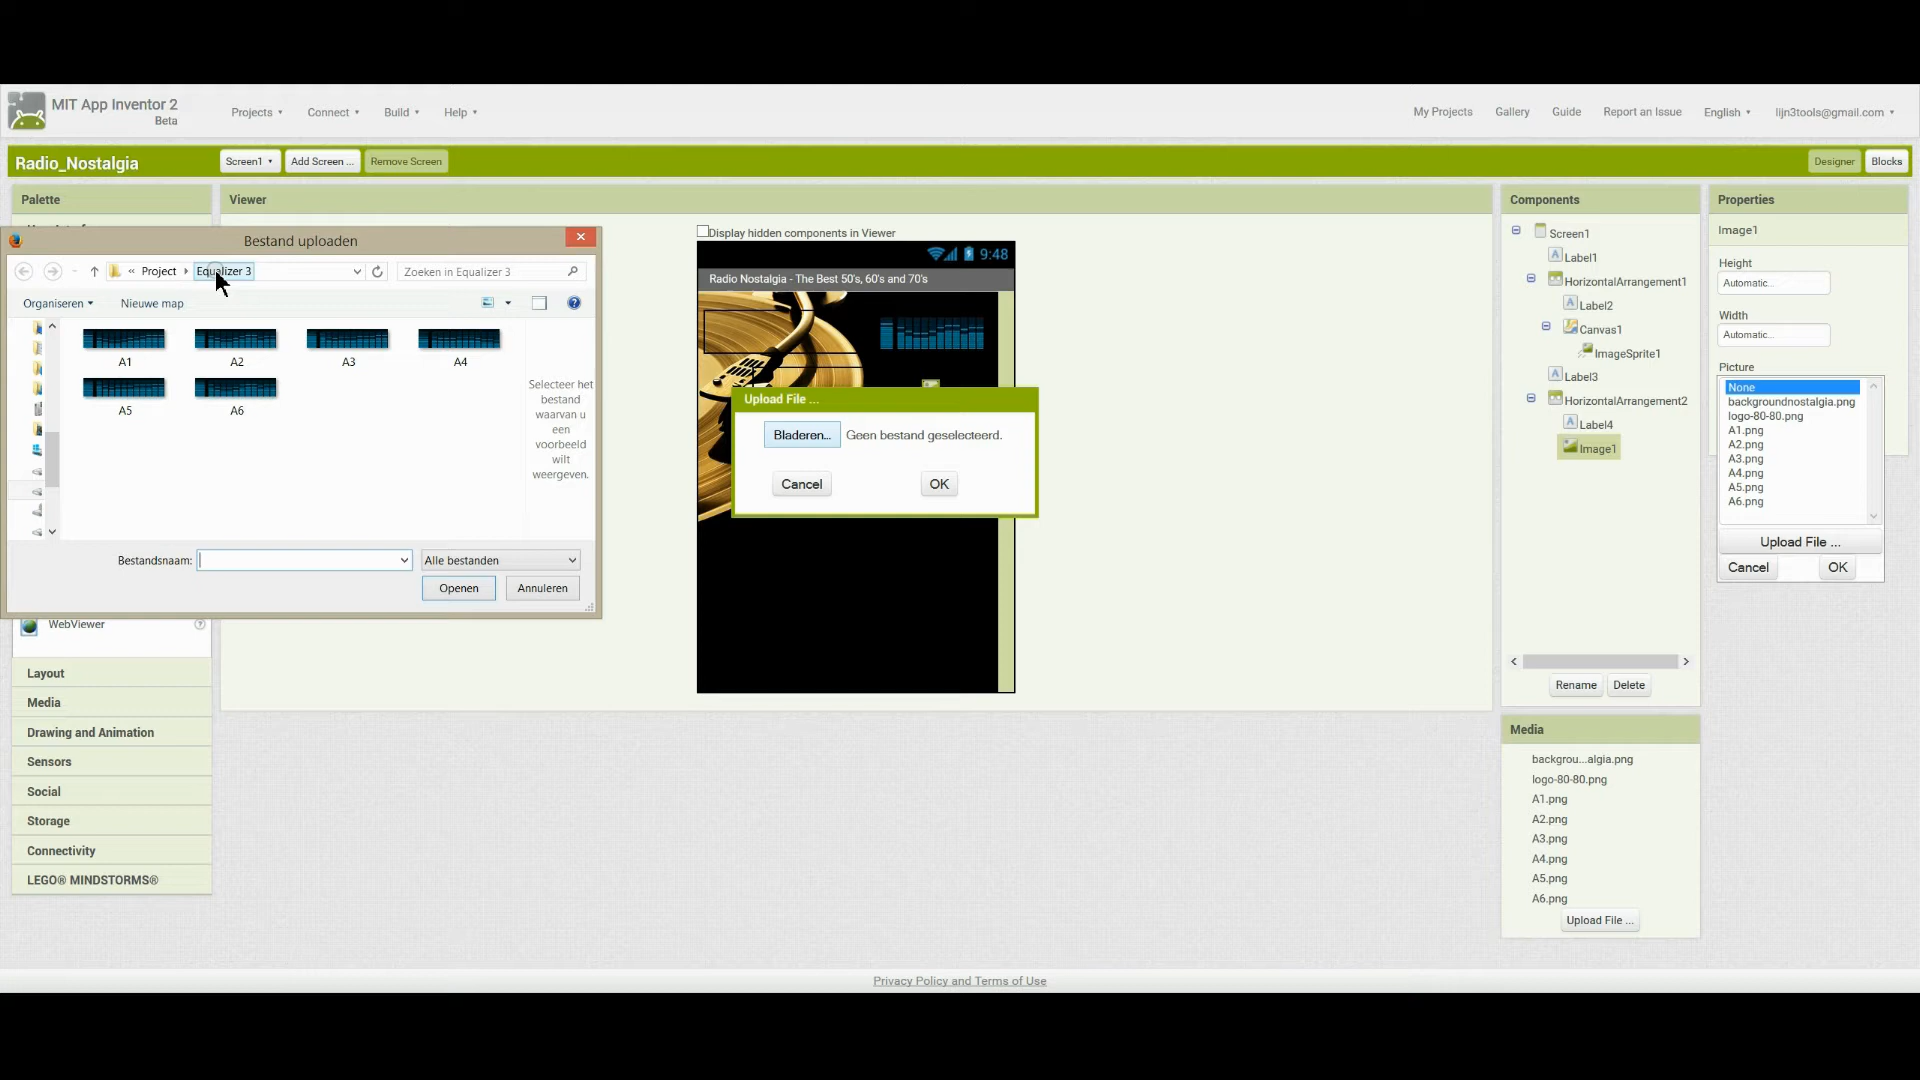 MIT App Inventor 2
Beta
Projects
Connect
Build
Help
My Projects
Gallery
Guide
Report an Issue
English
lijn3tools@gmail.com
Radio_Nostalgia
Screen1
Add Screen ...
Remove Screen
Designer
Blocks
Palette
Viewer
Components
Properties
Bestand uploaden
« Project
Equalizer 3
Zoeken in Equalizer 3
Organiseren
Nieuwe map
A1
A2
A3
A4
A5
A6
Selecteer het
bestand
waarvan u
een
voorbeeld
wilt
weergeven.
Bestandsnaam:
Alle bestanden
Openen
Annuleren
WebViewer
Layout
Media
Drawing and Animation
Sensors
Social
Storage
Connectivity
LEGO® MINDSTORMS®
Display hidden components in Viewer
9:48
Radio Nostalgia - The Best 50's, 60's and 70's
Upload File ...
Bladeren...
Geen bestand geselecteerd.
Cancel
OK
Screen1
Label1
HorizontalArrangement1
Label2
Canvas1
ImageSprite1
Label3
HorizontalArrangement2
Label4
Image1
Rename
Delete
Media
backgrou...algia.png
logo-80-80.png
A1.png
A2.png
A3.png
A4.png
A5.png
A6.png
Upload File ...
Image1
Height
Automatic...
Width
Automatic...
Picture
None
backgroundnostalgia.png
logo-80-80.png
A1.png
A2.png
A3.png
A4.png
A5.png
A6.png
Upload File ...
Cancel
OK
Privacy Policy and Terms of Use